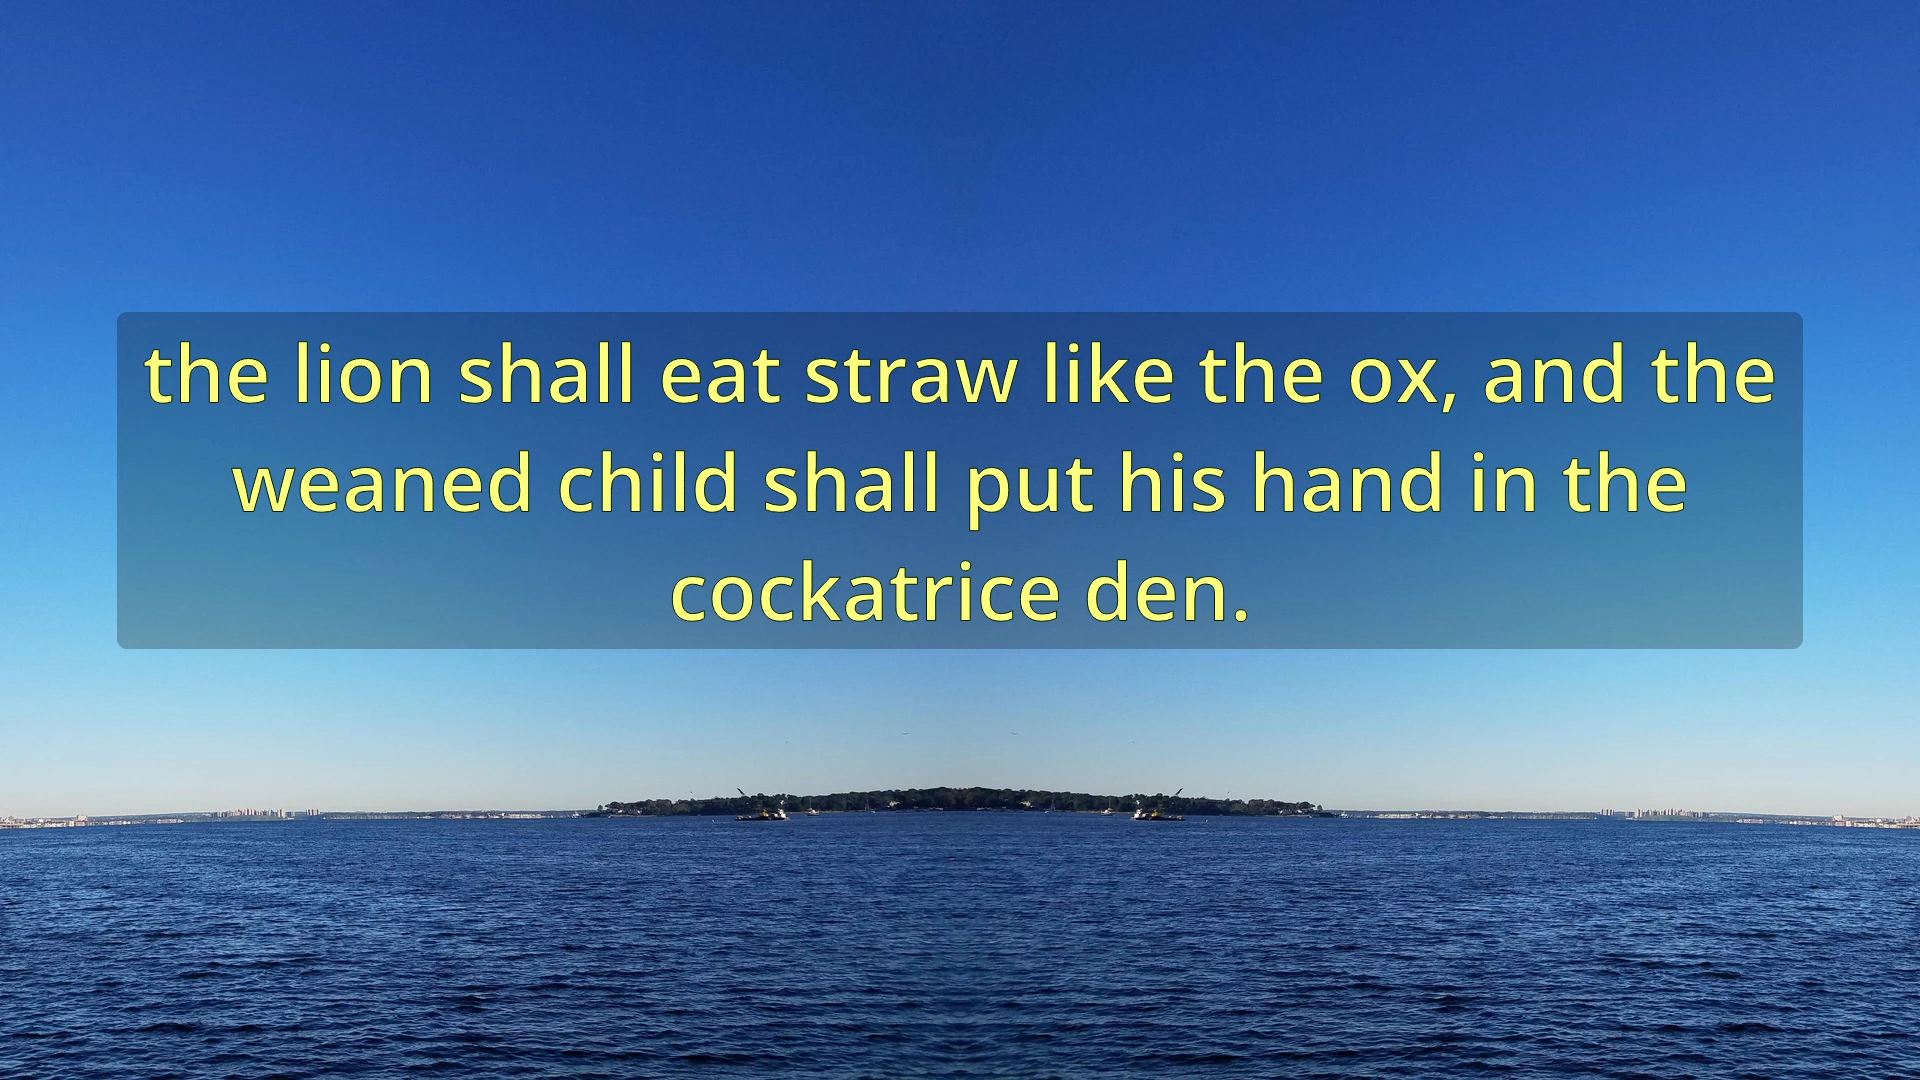 the lion shall eat straw like the ox, and the
weaned child shall put his hand in the
cockatrice den.